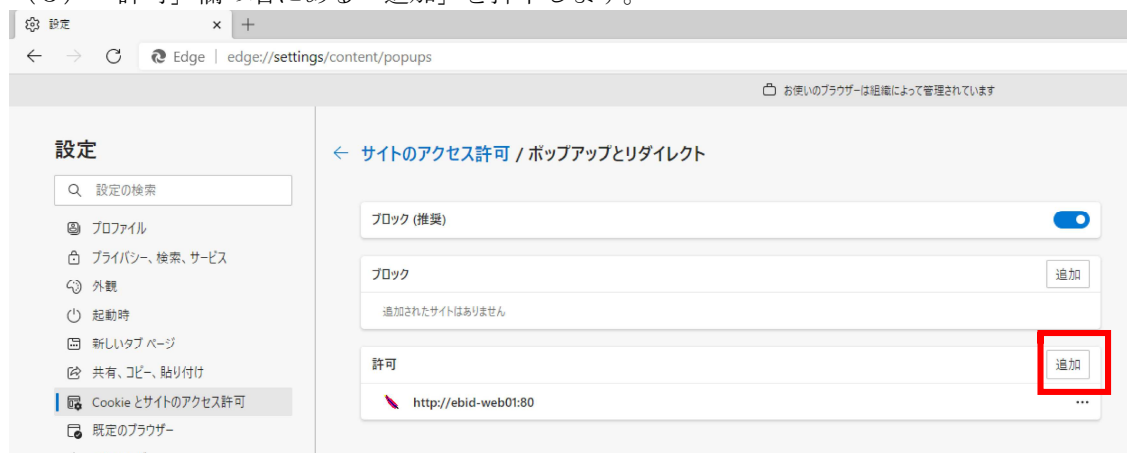 設定
Edge | edge://settings/content/popups
お使いのブラウザーは組織によって管理されています
設定
設定の検索
プロファイル
プライバシー、検索、サービス
外観
起動時
新しいタブ ページ
共有、コピー、貼り付け
Cookie とサイトのアクセス許可
既定のブラウザー
サイトのアクセス許可 / ポップアップとリダイレクト
ブロック (推奨)
ブロック
追加
追加されたサイトはありません
許可
追加
http://ebid-web01:80